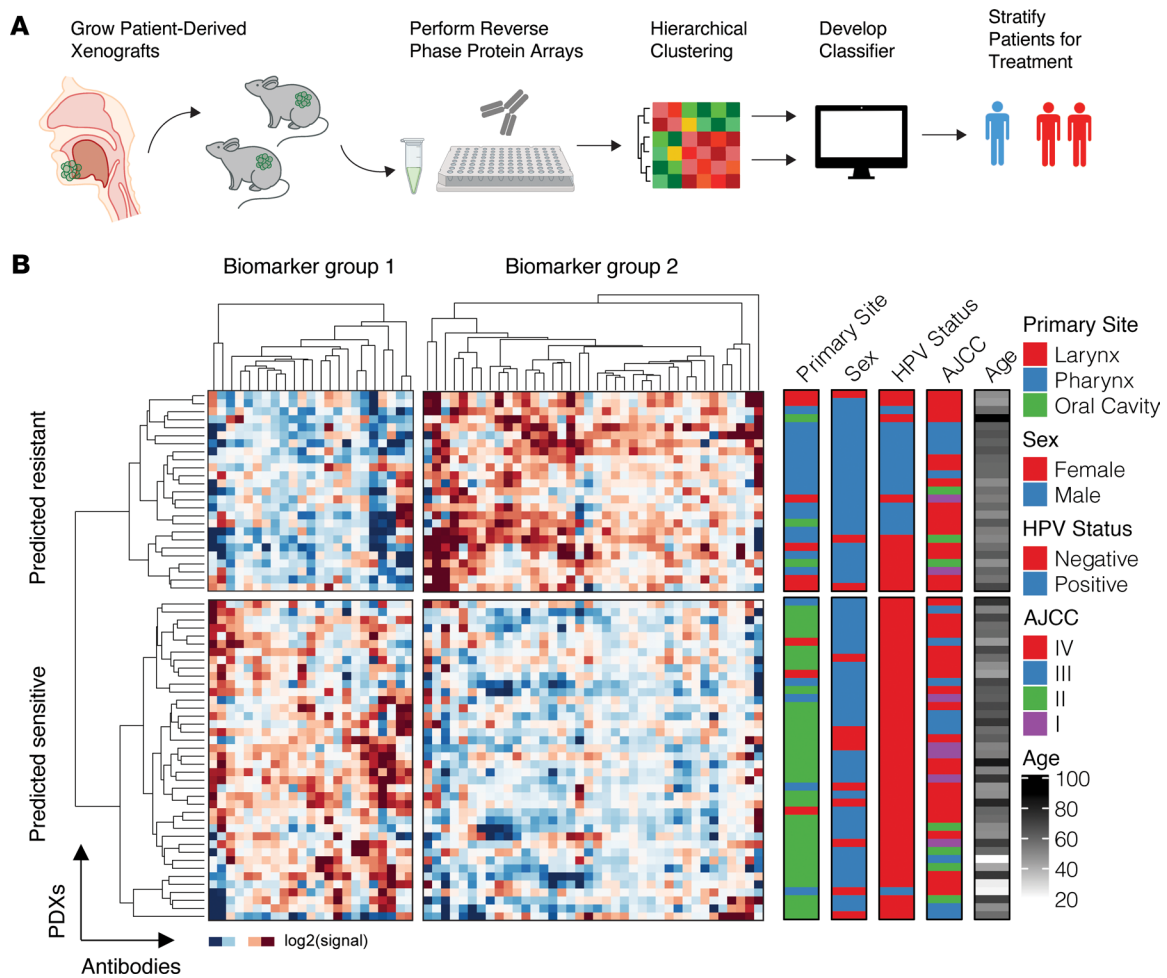 A
Grow Patient-Derived
Xenografts
Perform Reverse
Phase Protein Arrays
Hierarchical
Clustering
Develop
Classifier
Stratify
Patients for
Treatment
B
Biomarker group 1
Biomarker group 2
Primary Site
Sex
HPV Status
AJCC
Age
Predicted resistant
Predicted sensitive
PDXs
Antibodies
log2(signal)
Primary Site
Larynx
Pharynx
Oral Cavity
Sex
Female
Male
HPV Status
Negative
Positive
AJCC
IV
III
II
I
Age
100
80
60
40
20